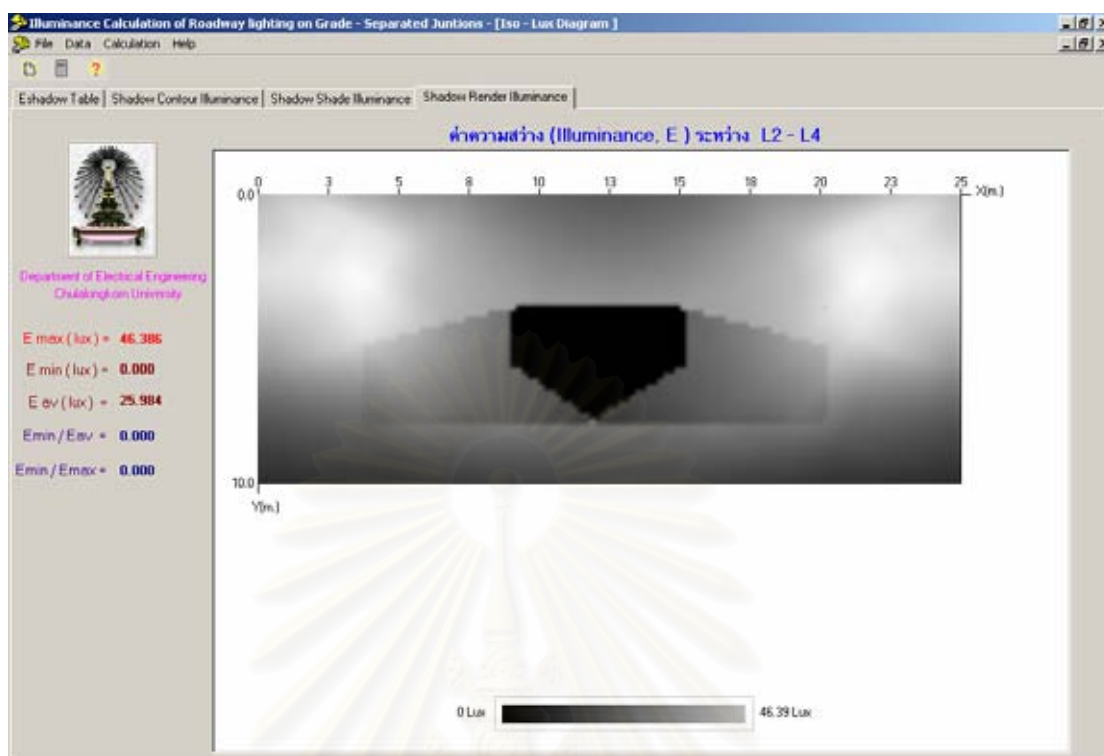 Illuminance Calculation of Roadway lighting on Grade - Separated Juntions - [Iso - Lux Diagram ]
File Data Calculation Help
Eshadow Table Shadow Contour Illuminance Shadow Shade Illuminance Shadow Render Illuminance
ค่าความสว่าง (Illuminance, E ) ระหว่าง L2 - L4
0 3 5 8 10 13 15 18 20 23 25 X(m.)
0.0
Department of Electrical Engineering
Chulalongkorn University
E max ( lux ) = 46.386
E min ( lux ) = 0.000
E av ( lux ) = 25.984
Emin / Eav = 0.000
Emin / Emax = 0.000
10.0
Y(m.)
0 Lux 46.39 Lux